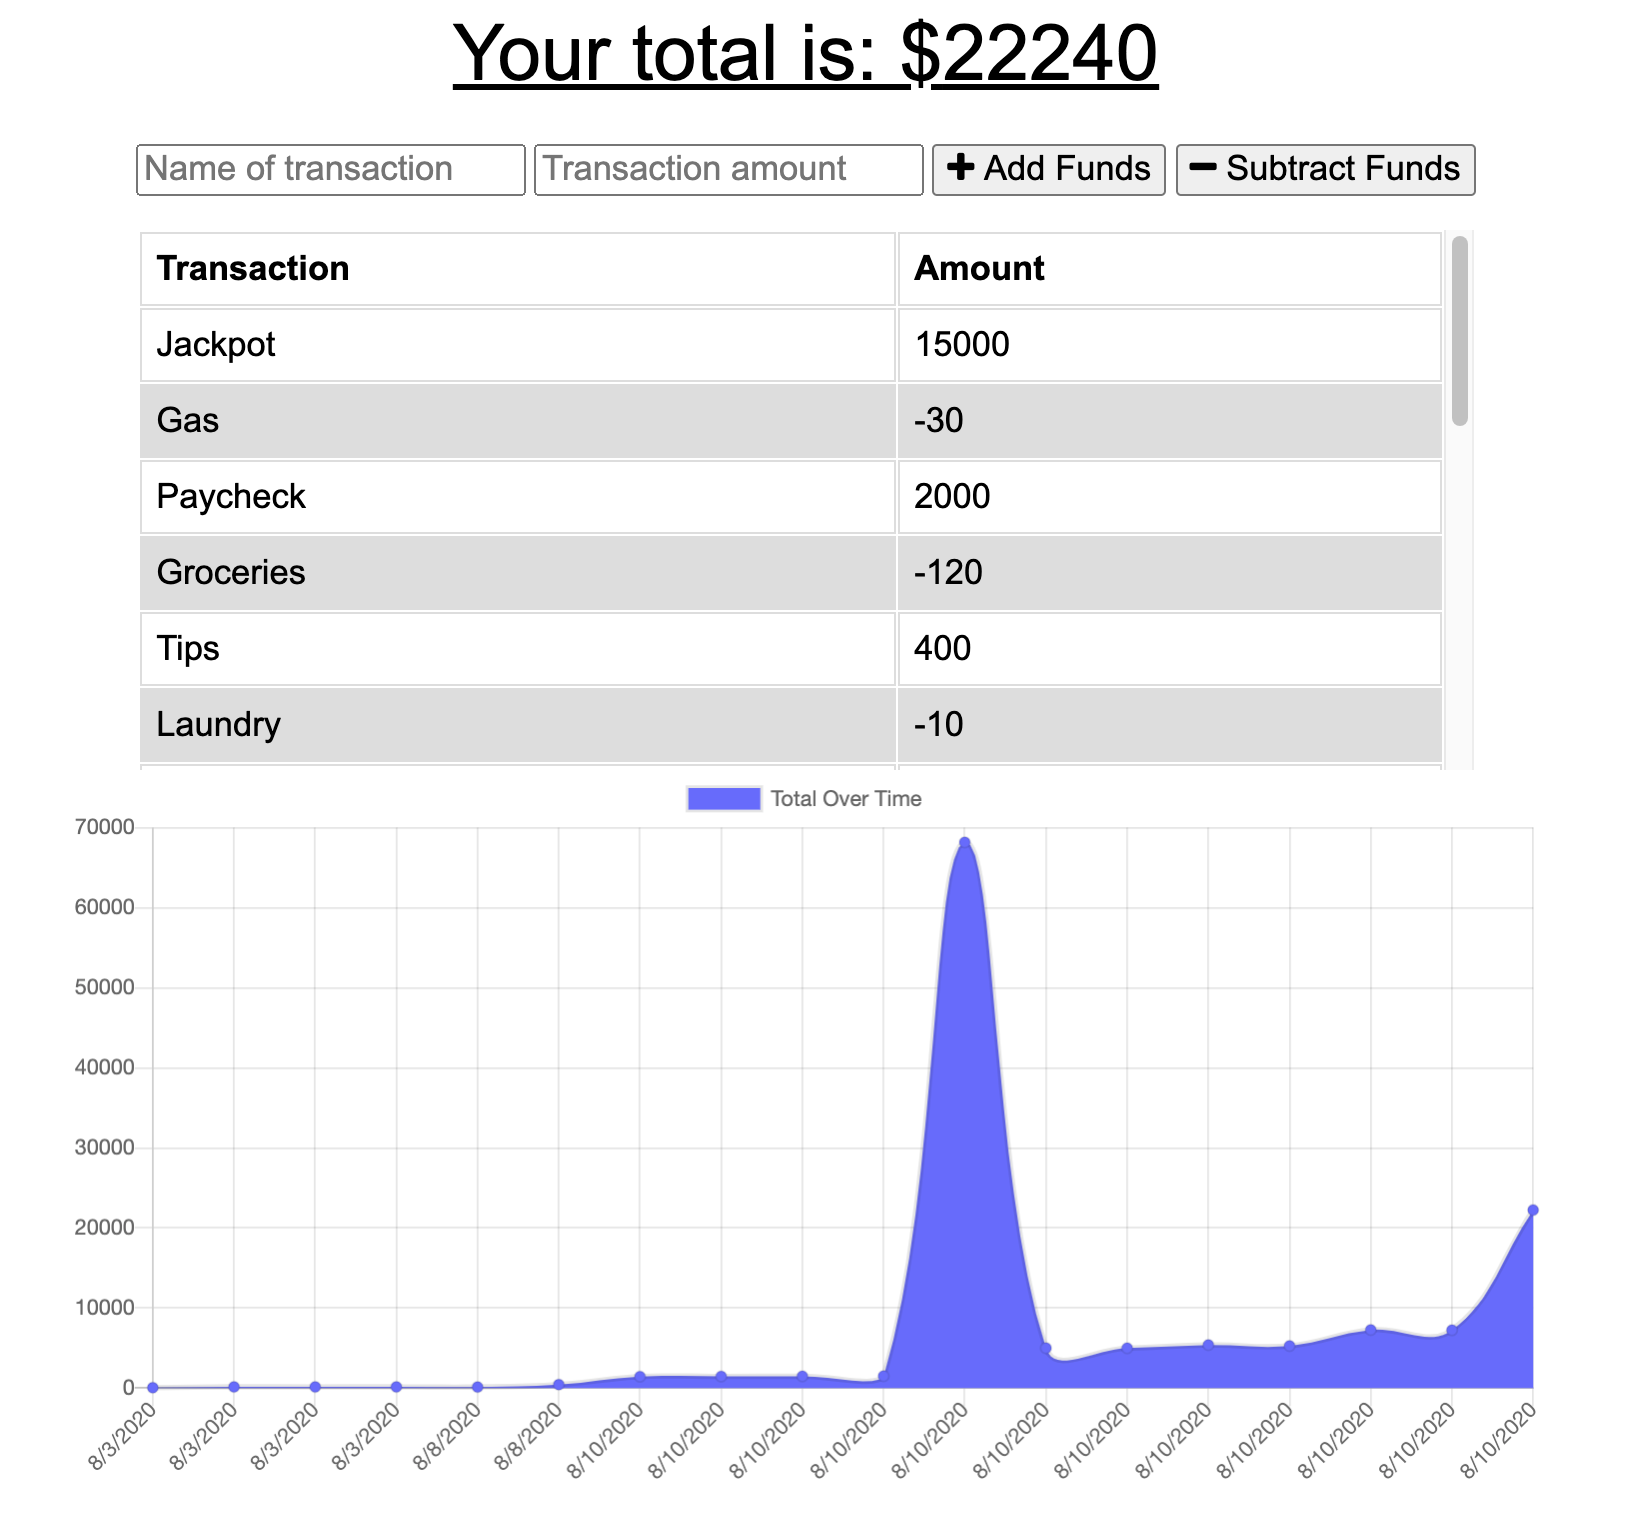 Your total is: $22240
Name of transaction Transaction amount + Add Funds − Subtract Funds
Transaction Amount
Jackpot 15000
Gas -30
Paycheck 2000
Groceries -120
Tips 400
Laundry -10
Total Over Time
70000
60000
50000
40000
30000
20000
10000
0
8/3/2020 8/3/2020 8/3/2020 8/3/2020 8/8/2020 8/8/2020 8/10/2020 8/10/2020 8/10/2020 8/10/2020 8/10/2020 8/10/2020 8/10/2020 8/10/2020 8/10/2020 8/10/2020 8/10/2020 8/10/2020